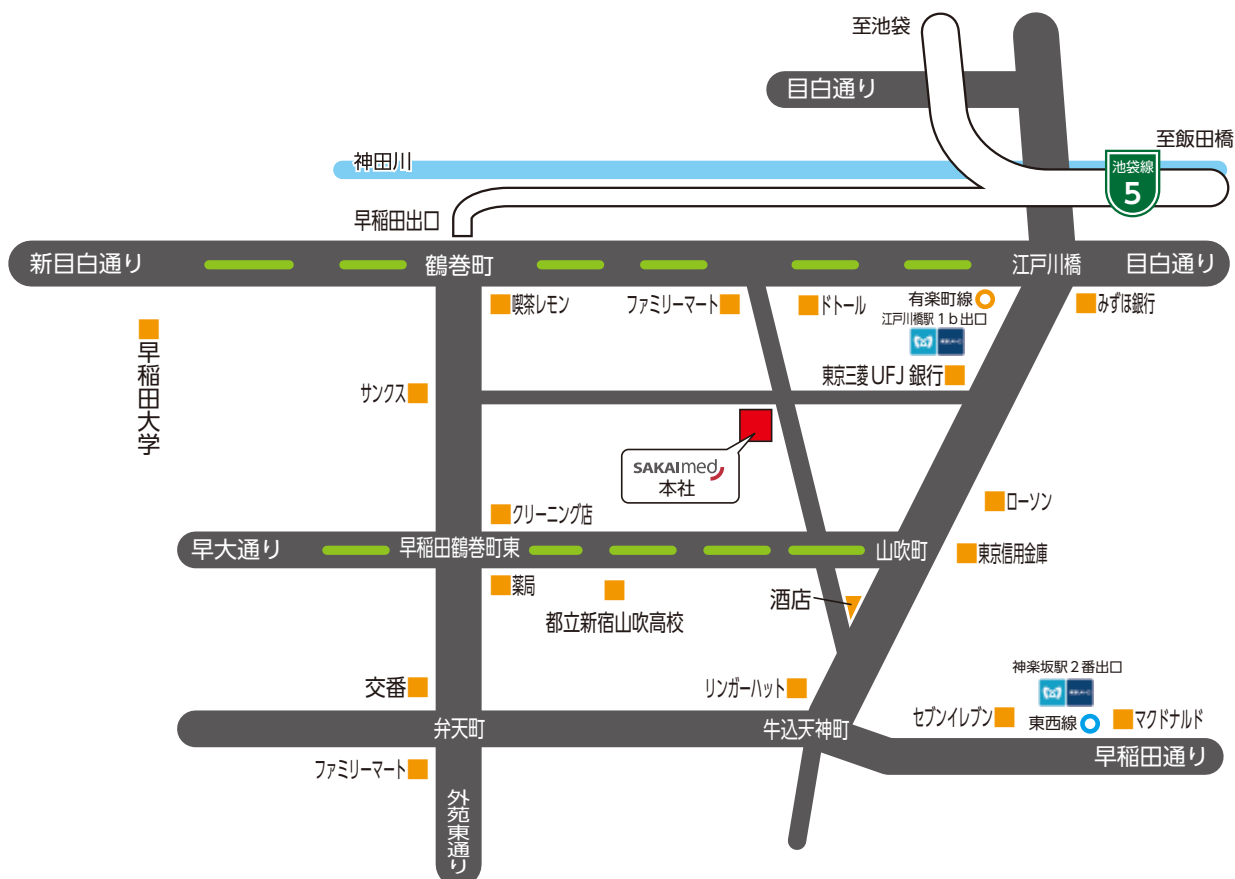 至池袋
目白通り
至飯田橋
神田川
池袋線
5
早稲田出口
新目白通り
鶴巻町
江戸川橋
目白通り
喫茶レモン
ファミリーマート
ドトール
有楽町線
江戸川橋駅1b出口
みずほ銀行
早稲田大学
サンクス
東京三菱UFJ銀行
SAKAImed
本社
ローソン
クリーニング店
早大通り
早稲田鶴巻町東
山吹町
東京信用金庫
薬局
都立新宿山吹高校
酒店
神楽坂駅2番出口
交番
リンガーハット
セブンイレブン
東西線
マクドナルド
弁天町
牛込天神町
早稲田通り
ファミリーマート
外苑東通り